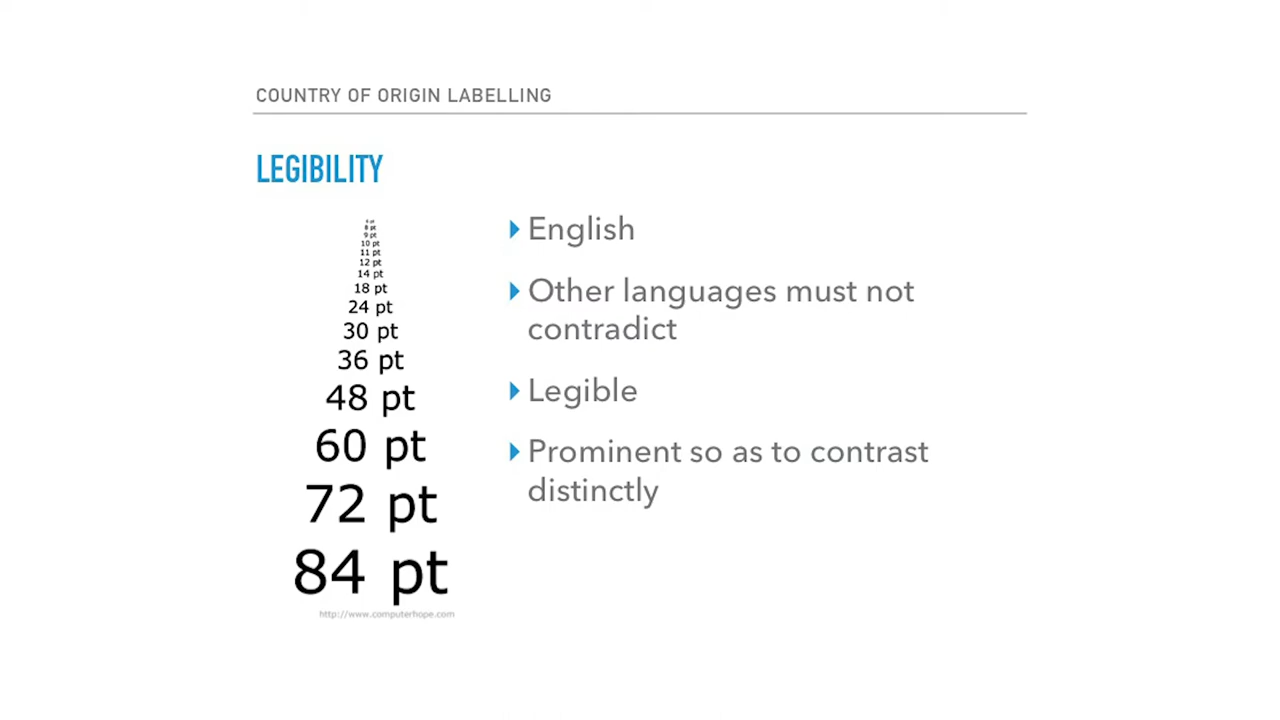 COUNTRY OF ORIGIN LABELLING
LEGIBILITY
8 pt
9 pt
10 pt
11 pt
12 pt
14 pt
18 pt
24 pt
30 pt
36 pt
48 pt
60 pt
72 pt
84 pt
http://www.computerhope.com
English
Other languages must not
contradict
Legible
Prominent so as to contrast
distinctly